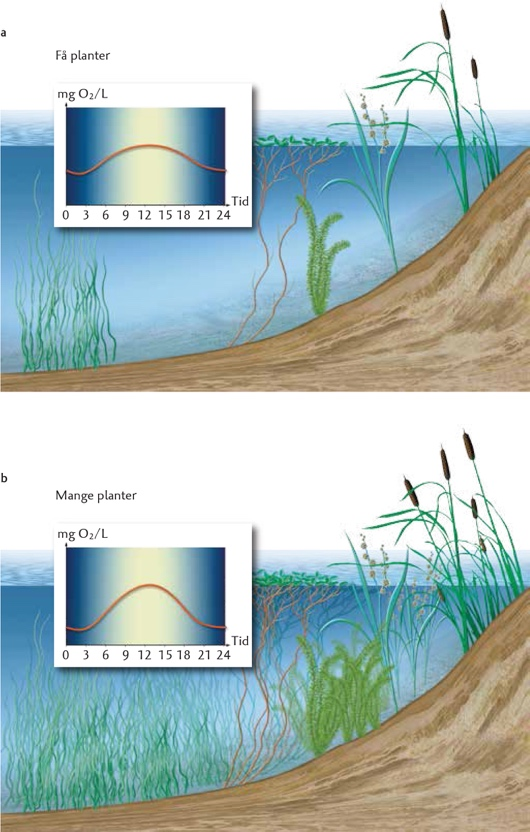 a
Få planter
mg O₂/L
Tid
0 3 6 9 12 15 18 21 24
b
Mange planter
mg O₂/L
Tid
0 3 6 9 12 15 18 21 24